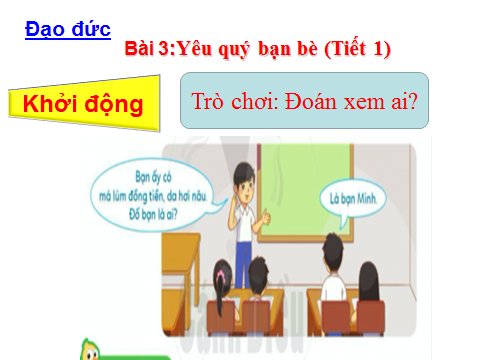 Đạo đức
Bài 3:Yêu quý bạn bè (Tiết 1)
Khởi động
Trò chơi: Đoán xem ai?
Bạn ấy có
má lúm đồng tiền, da hơi nâu.
Đố bạn là ai?
Là bạn Minh.